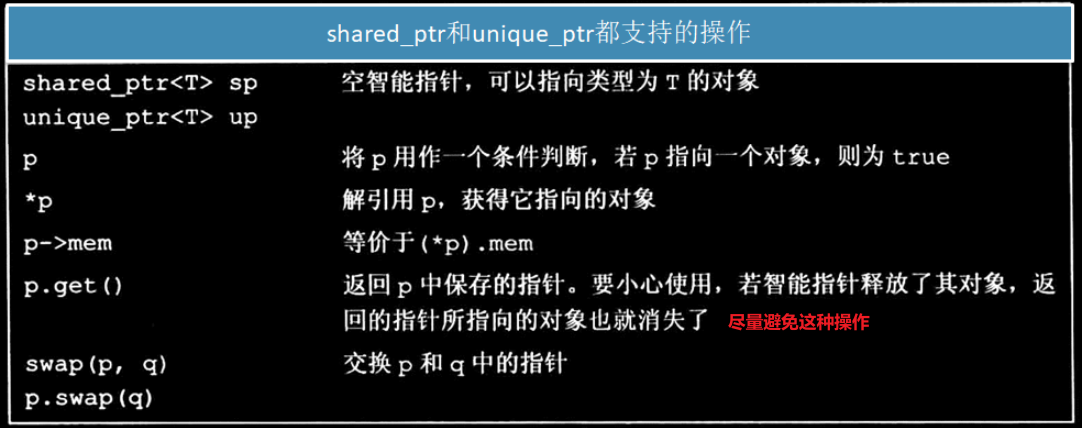 shared_ptr和unique_ptr都支持的操作
shared_ptr<T> sp 空智能指针，可以指向类型为 T 的对象
unique_ptr<T> up
p 将 p 用作一个条件判断，若 p 指向一个对象，则为 true
*p 解引用 p，获得它指向的对象
p->mem 等价于(*p).mem
p.get() 返回 p 中保存的指针。要小心使用，若智能指针释放了其对象，返
回的指针所指向的对象也就消失了 尽量避免这种操作
swap(p, q) 交换 p 和 q 中的指针
p.swap(q)